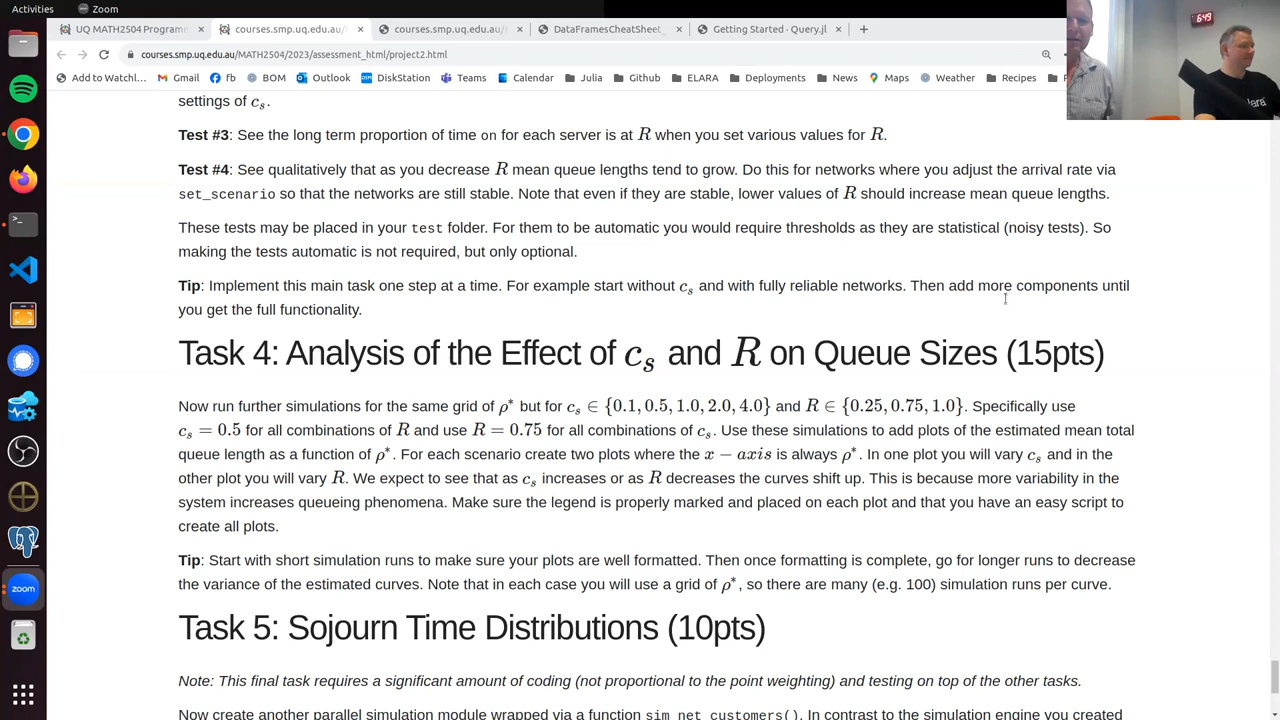 Activities Zoom
UQ MATH2504 Programm courses.smp.uq.edu.au/ courses.smp.uq.edu.au/ DataFramesCheatSheet_ Getting Started · Query.jl
courses.smp.uq.edu.au/MATH2504/2023/assessment_html/project2.html
Add to Watchl... Gmail fb BOM Outlook DiskStation Teams Calendar Julia Github ELARA Deployments News Maps Weather Recipes
6:49
settings of c_s.
Test #3: See the long term proportion of time on for each server is at R when you set various values for R.
Test #4: See qualitatively that as you decrease R mean queue lengths tend to grow. Do this for networks where you adjust the arrival rate via
set_scenario so that the networks are still stable. Note that even if they are stable, lower values of R should increase mean queue lengths.
These tests may be placed in your test folder. For them to be automatic you would require thresholds as they are statistical (noisy tests). So
making the tests automatic is not required, but only optional.
Tip: Implement this main task one step at a time. For example start without c_s and with fully reliable networks. Then add more components until
you get the full functionality.
Task 4: Analysis of the Effect of c_s and R on Queue Sizes (15pts)
Now run further simulations for the same grid of ρ* but for c_s ∈ {0.1, 0.5, 1.0, 2.0, 4.0} and R ∈ {0.25, 0.75, 1.0}. Specifically use
c_s = 0.5 for all combinations of R and use R = 0.75 for all combinations of c_s. Use these simulations to add plots of the estimated mean total
queue length as a function of ρ*. For each scenario create two plots where the x − axis is always ρ*. In one plot you will vary c_s and in the
other plot you will vary R. We expect to see that as c_s increases or as R decreases the curves shift up. This is because more variability in the
system increases queueing phenomena. Make sure the legend is properly marked and placed on each plot and that you have an easy script to
create all plots.
Tip: Start with short simulation runs to make sure your plots are well formatted. Then once formatting is complete, go for longer runs to decrease
the variance of the estimated curves. Note that in each case you will use a grid of ρ*, so there are many (e.g. 100) simulation runs per curve.
Task 5: Sojourn Time Distributions (10pts)
Note: This final task requires a significant amount of coding (not proportional to the point weighting) and testing on top of the other tasks.
Now create another parallel simulation module wrapped via a function sim_net_customers(). In contrast to the simulation engine you created
zoom